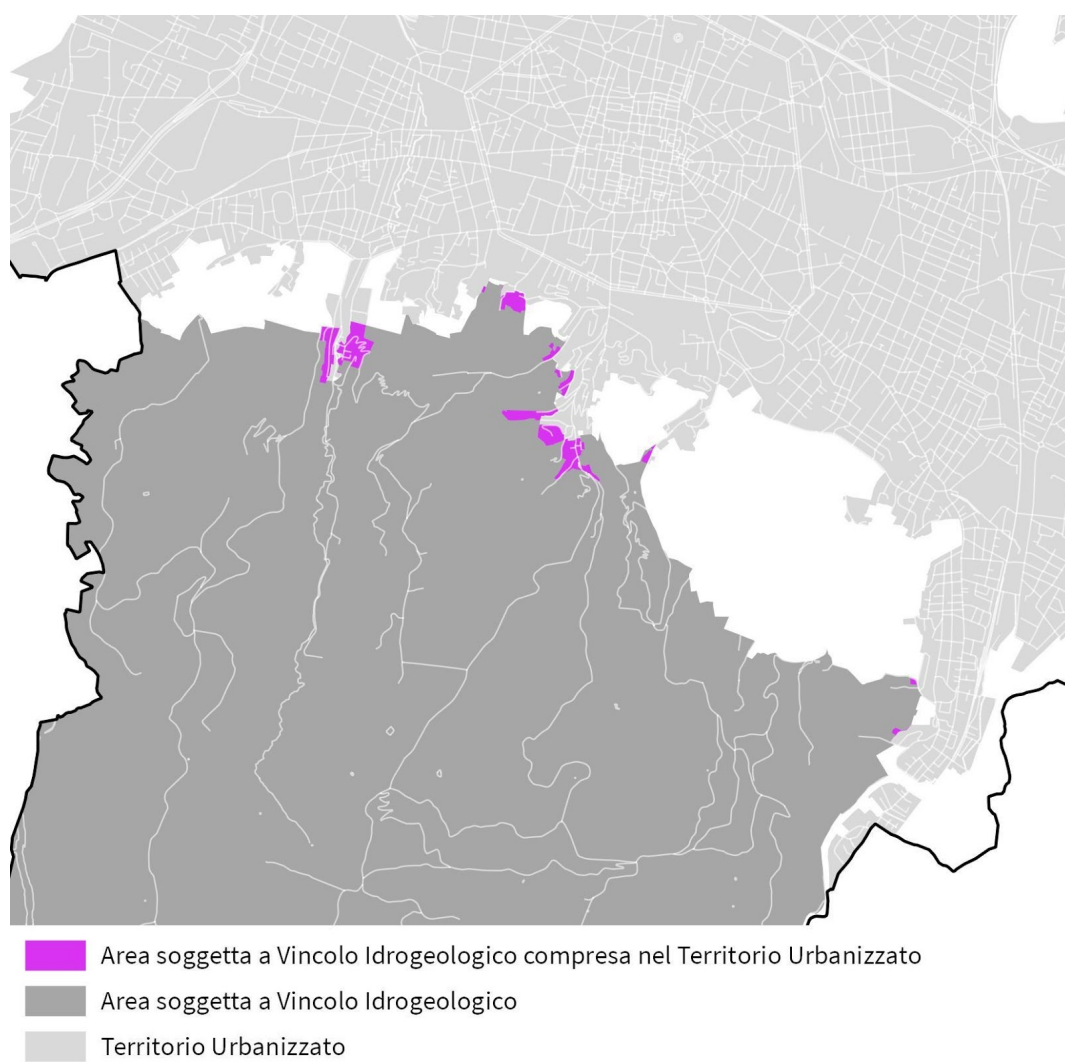 Area soggetta a Vincolo Idrogeologico compresa nel Territorio Urbanizzato
Area soggetta a Vincolo Idrogeologico
Territorio Urbanizzato